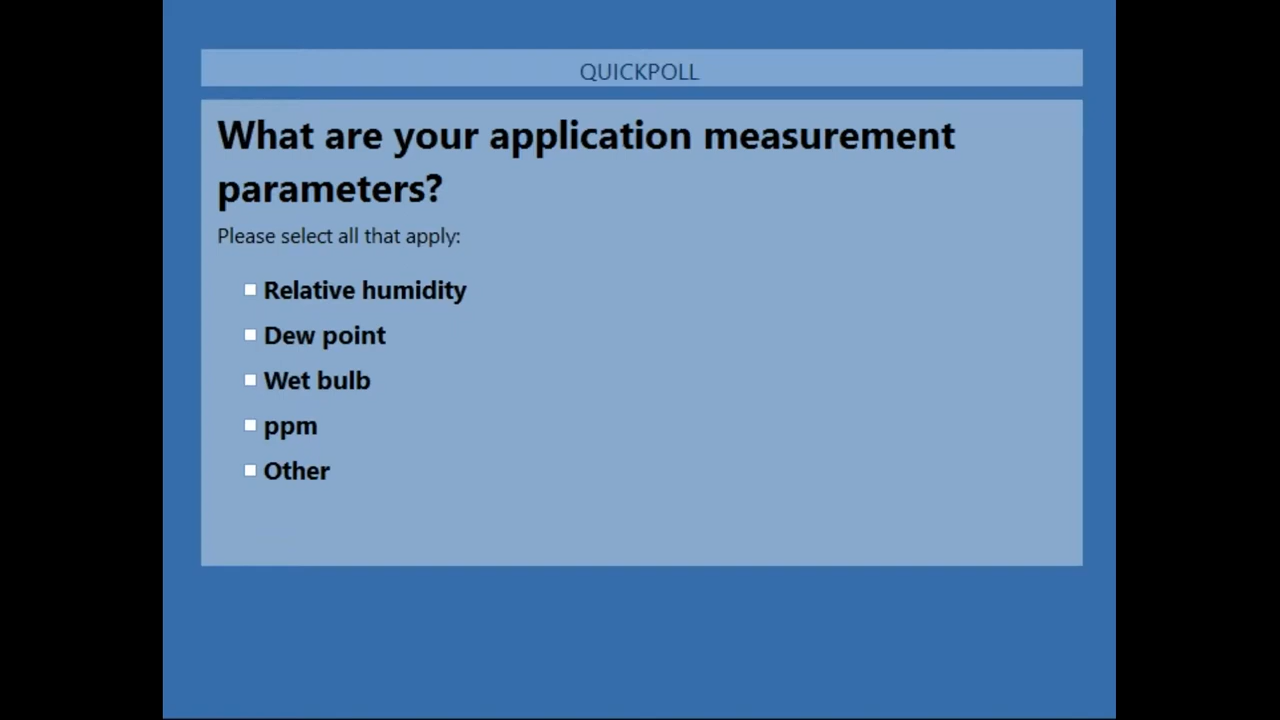 QUICKPOLL
What are your application measurement
parameters?
Please select all that apply:
Relative humidity
Dew point
Wet bulb
ppm
Other